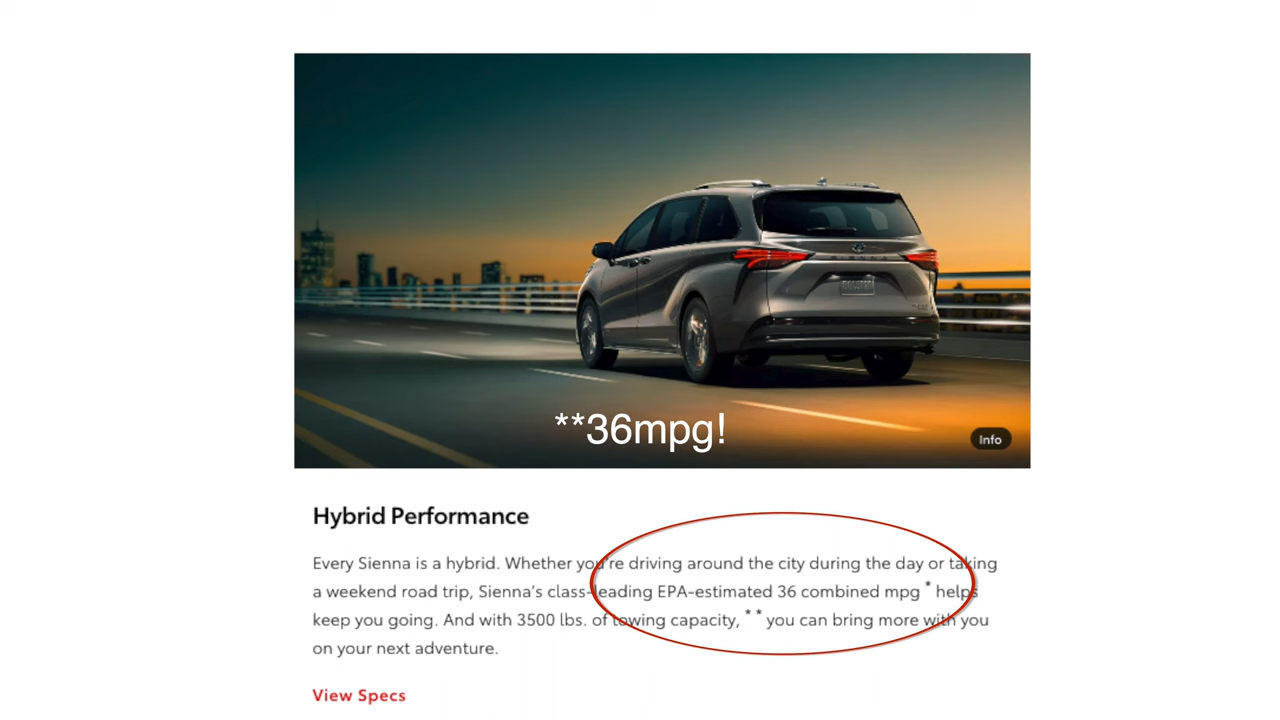 **36mpg!
Info
Hybrid Performance
Every Sienna is a hybrid. Whether you're driving around the city during the day or taking
a weekend road trip, Sienna's class-leading EPA-estimated 36 combined mpg * helps
keep you going. And with 3500 lbs. of towing capacity, ** you can bring more with you
on your next adventure.
View Specs